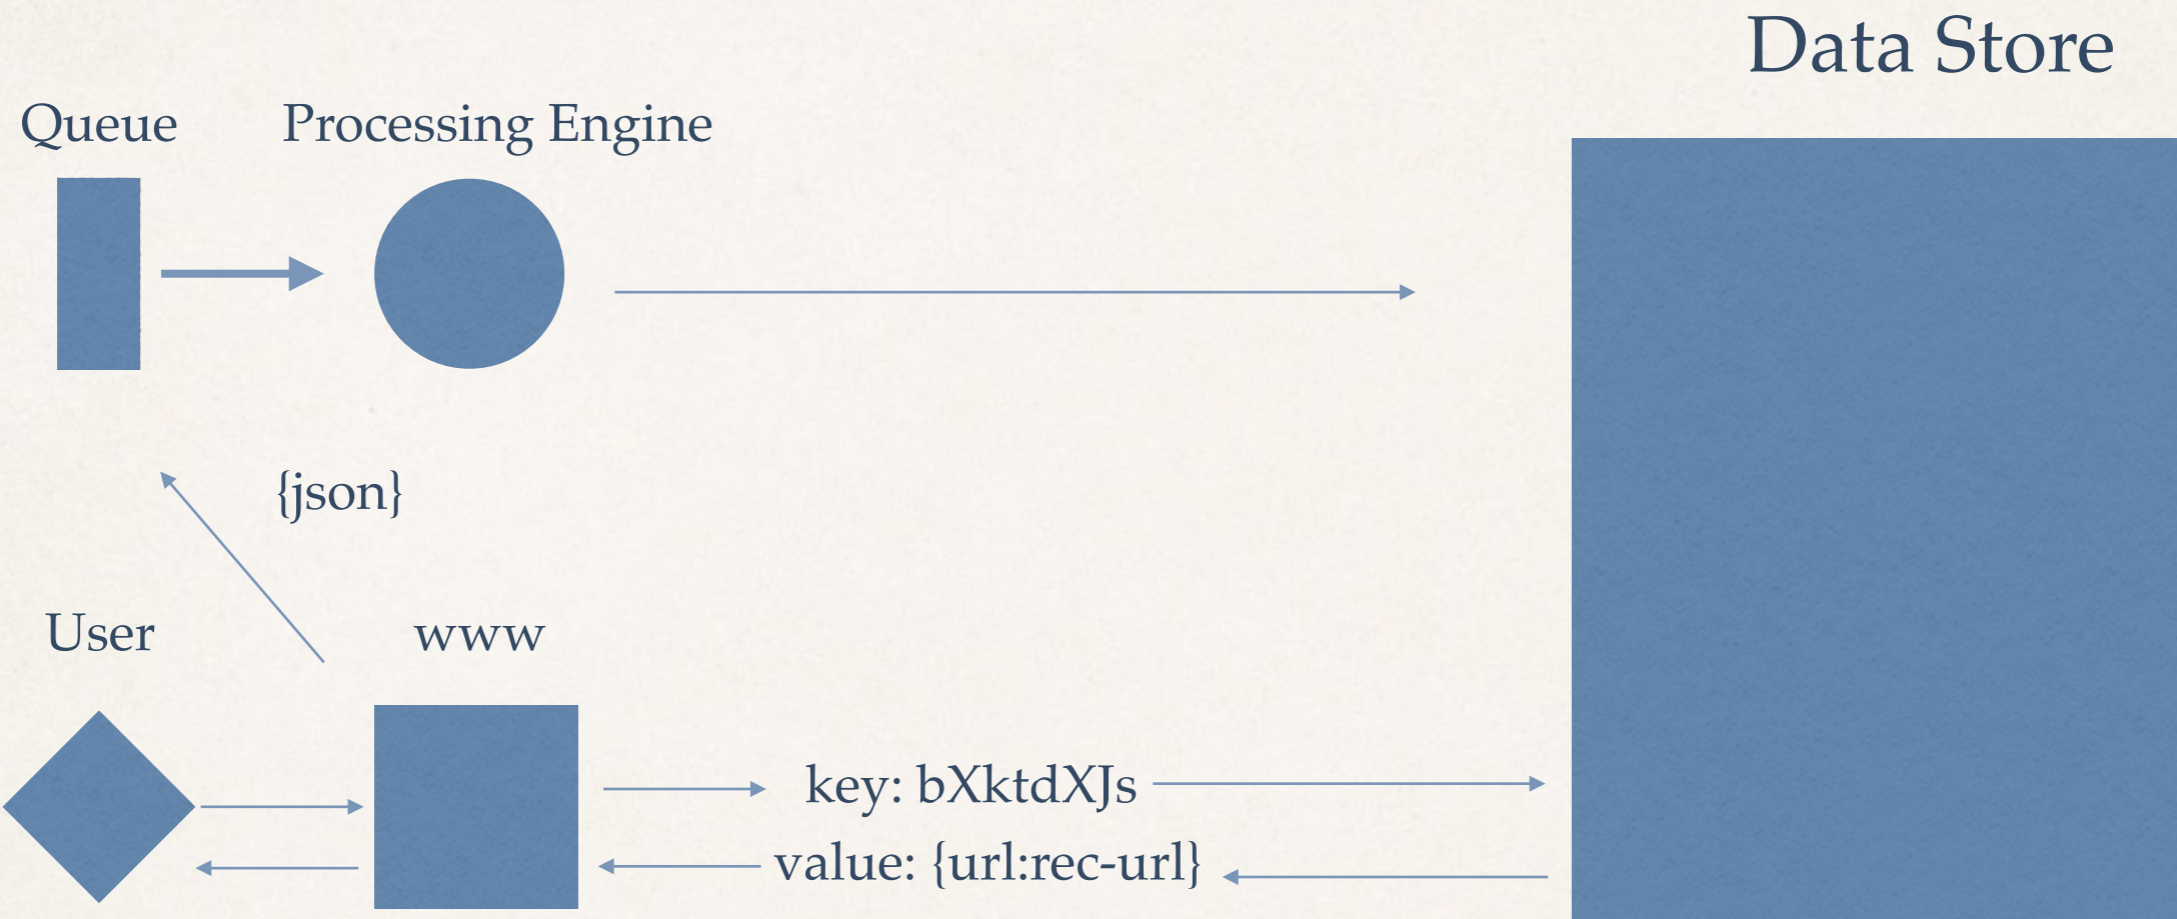 Data Store
Queue
Processing Engine
{json}
User
www
key: bXktdXJs
value: {url:rec-url}